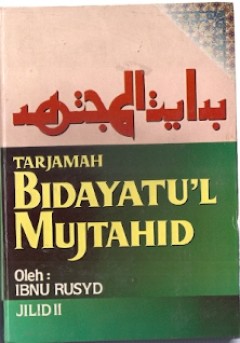 بداية المجتهد
TARJAMAH
BIDAYATU'L
MUJTAHID
Oleh :
IBNU RUSYD
JILID II